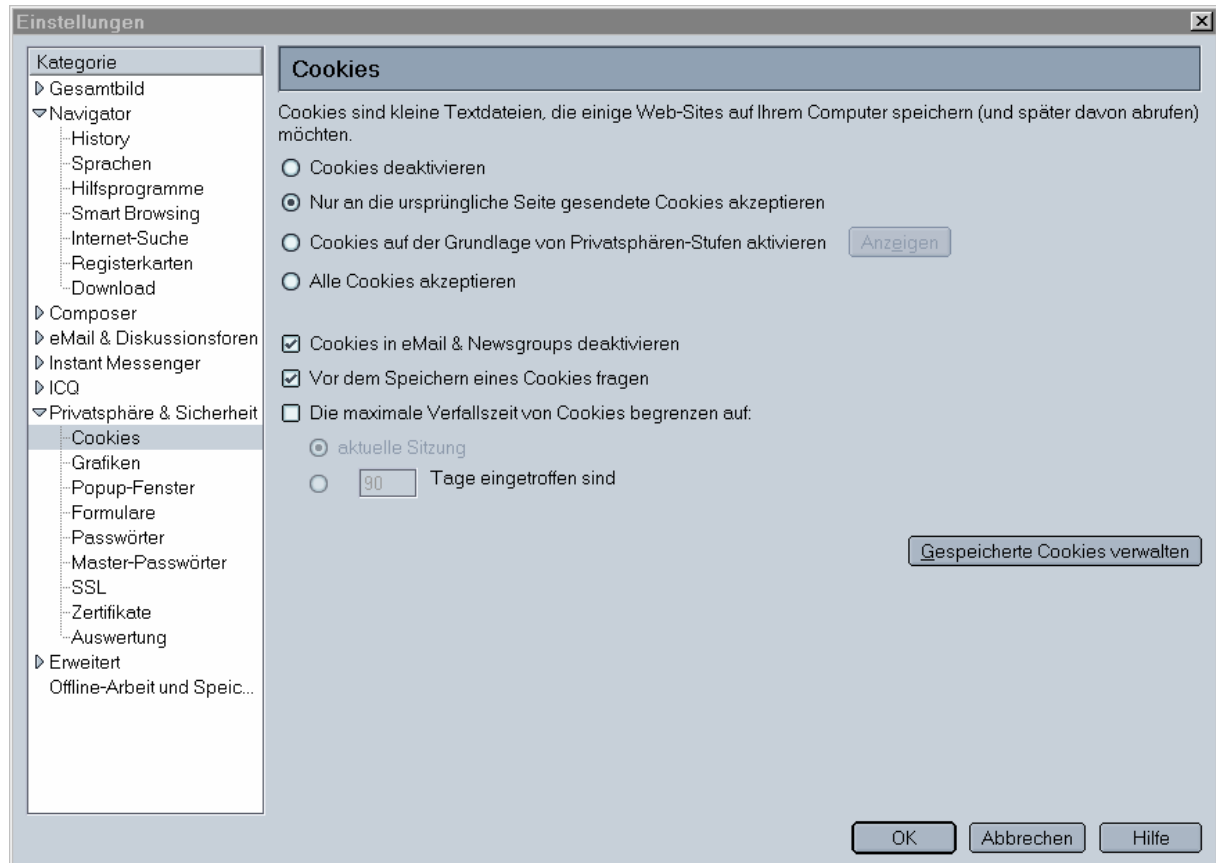 Einstellungen
Kategorie
Gesamtbild
Navigator
History
Sprachen
Hilfsprogramme
Smart Browsing
Internet-Suche
Registerkarten
Download
Composer
eMail & Diskussionsforen
Instant Messenger
ICQ
Privatsphäre & Sicherheit
Cookies
Grafiken
Popup-Fenster
Formulare
Passwörter
Master-Passwörter
SSL
Zertifikate
Auswertung
Erweitert
Offline-Arbeit und Speic...
Cookies
Cookies sind kleine Textdateien, die einige Web-Sites auf Ihrem Computer speichern (und später davon abrufen)
möchten.
Cookies deaktivieren
Nur an die ursprüngliche Seite gesendete Cookies akzeptieren
Cookies auf der Grundlage von Privatsphären-Stufen aktivieren Anzeigen
Alle Cookies akzeptieren
Cookies in eMail & Newsgroups deaktivieren
Vor dem Speichern eines Cookies fragen
Die maximale Verfallszeit von Cookies begrenzen auf:
aktuelle Sitzung
90 Tage eingetroffen sind
Gespeicherte Cookies verwalten
OK Abbrechen Hilfe